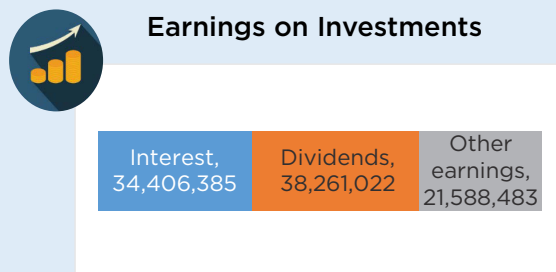 Earnings on Investments
Interest,
34,406,385
Dividends,
38,261,022
Other
earnings,
21,588,483